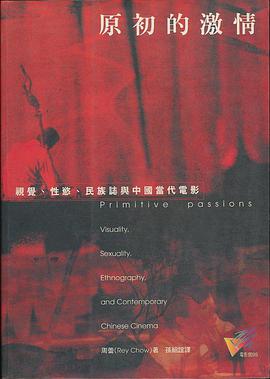 原初的激情
視覺、性慾、民族誌與中國當代電影
Primitive passions
Visuality,
Sexuality,
Ethnography,
and Contemporary
Chinese Cinema
周蕾(Rey Chow)著 孫紹誼譯